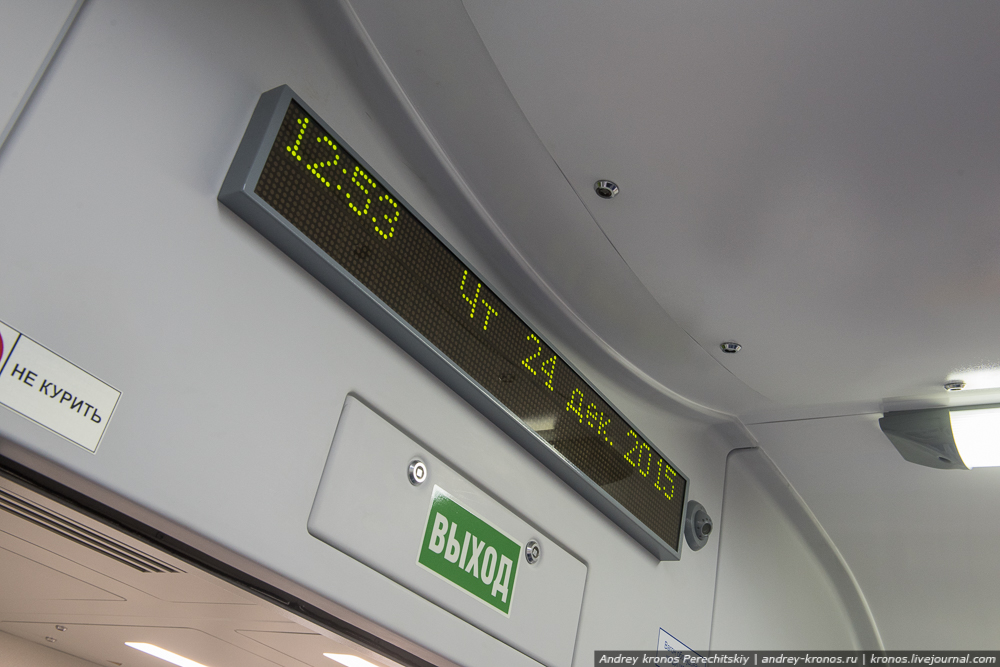 12:53 Чт 24 дек. 2015
НЕ КУРИТЬ
ВЫХОД
Andrey kronos Perechitskiy | andrey-kronos.ru | kronos.livejournal.com